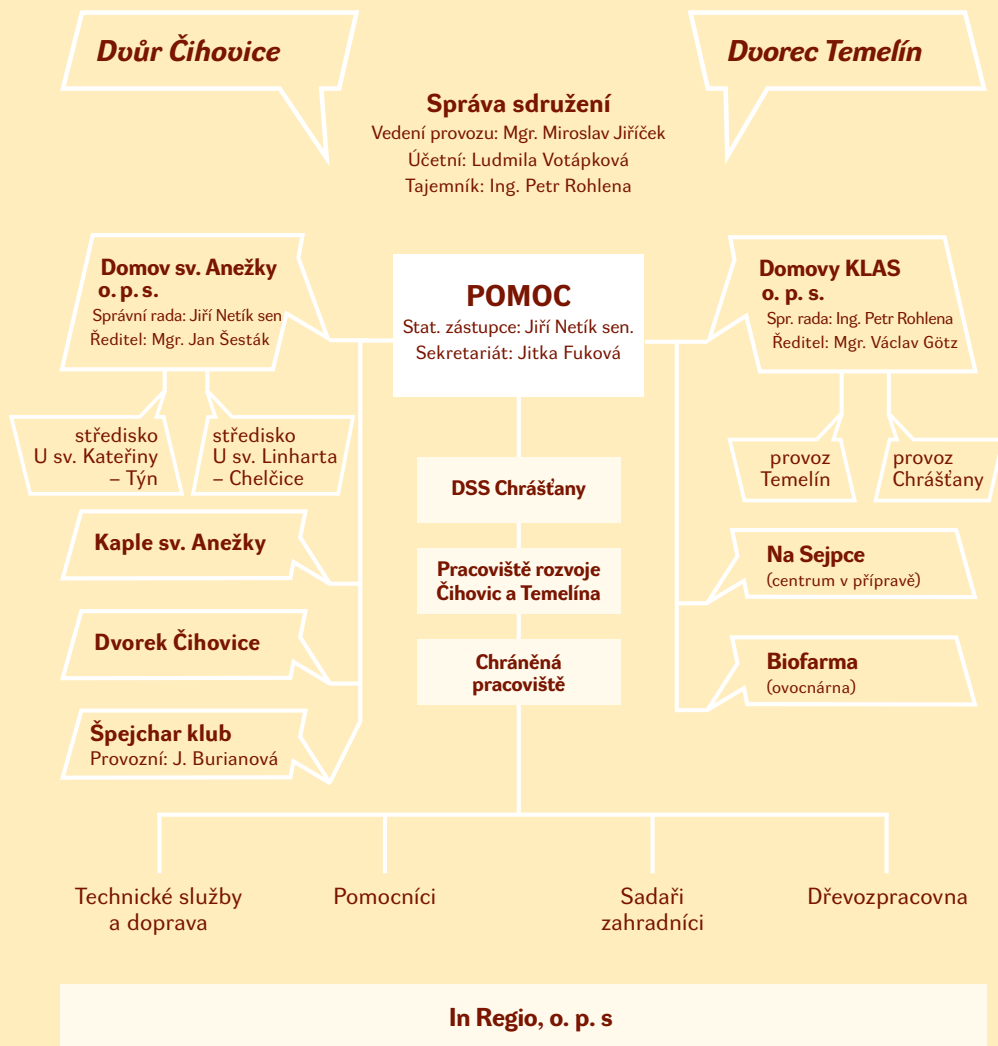 Dvůr Čihovice
Dvorec Temelín
Správa sdružení
Vedení provozu: Mgr. Miroslav Jiříček
Účetní: Ludmila Votápková
Tajemník: Ing. Petr Rohlena
Domov sv. Anežky
o. p. s.
Správní rada: Jiří Netík sen
Ředitel: Mgr. Jan Šesták
POMOC
Stat. zástupce: Jiří Netík sen.
Sekretariát: Jitka Fuková
Domovy KLAS
o. p. s.
Spr. rada: Ing. Petr Rohlena
Ředitel: Mgr. Václav Götz
středisko
U sv. Kateřiny
– Týn
středisko
U sv. Linharta
– Chelčice
DSS Chrášťany
provoz
Temelín
provoz
Chrášťany
Kaple sv. Anežky
Pracoviště rozvoje
Čihovic a Temelína
Na Sejpce
(centrum v přípravě)
Dvorek Čihovice
Chráněná
pracoviště
Biofarma
(ovocnárna)
Špejchar klub
Provozní: J. Burianová
Technické služby
a doprava
Pomocníci
Sadaři
zahradníci
Dřevozpracovna
In Regio, o. p. s